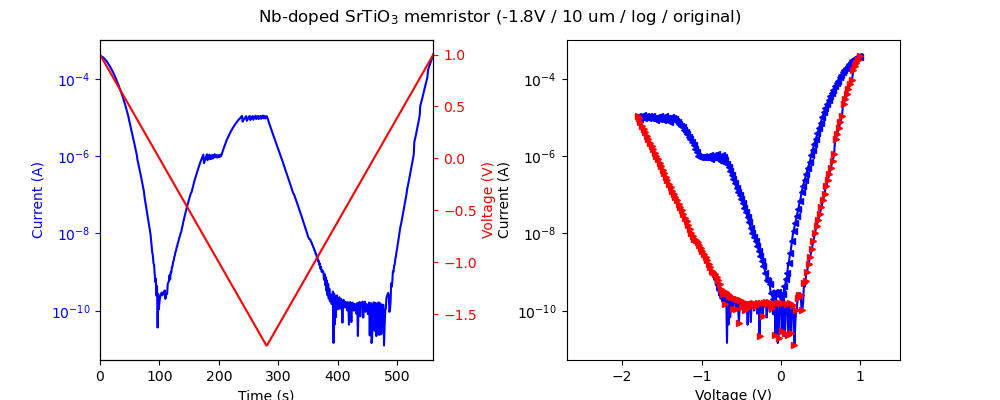 Nb-doped SrTiO₃ memristor (-1.8V / 10 um / log / original)
Current (A)
10⁻⁴
10⁻⁶
10⁻⁸
10⁻¹⁰
0 100 200 300 400 500
Time (s)
1.0
0.5
0.0
−0.5
−1.0
−1.5
Voltage (V)
Current (A)
10⁻⁴
10⁻⁶
10⁻⁸
10⁻¹⁰
−2 −1 0 1
Voltage (V)